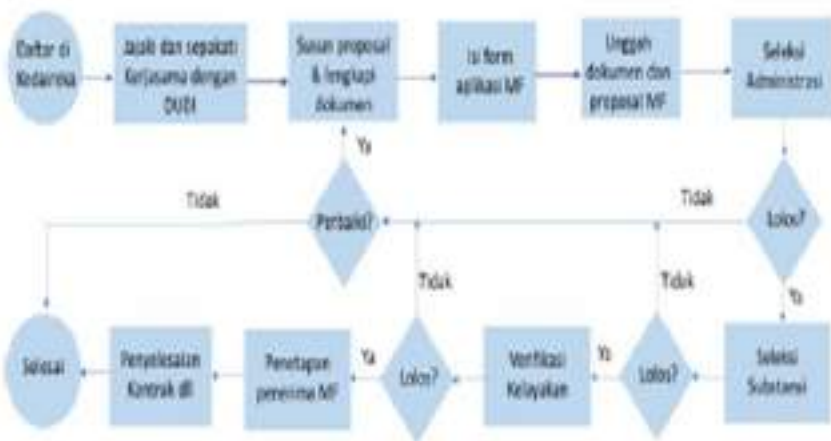 Daftar di
Kedaireka
Jajaki dan sepakati
Kerjasama dengan
DUDI
Susun proposal
& lengkapi
dokumen
Isi form
aplikasi MF
Unggah
dokumen dan
proposal MF
Seleksi
Administrasi
Ya
Tidak
Perbaiki?
Tidak
Lolos?
Tidak
Tidak
Ya
Selesai
Penyelesaian
Kontrak dll
Penetapan
penerima MF
Ya
Lolos?
Verifikasi
Kelayakan
Ya
Lolos?
Seleksi
Substansi